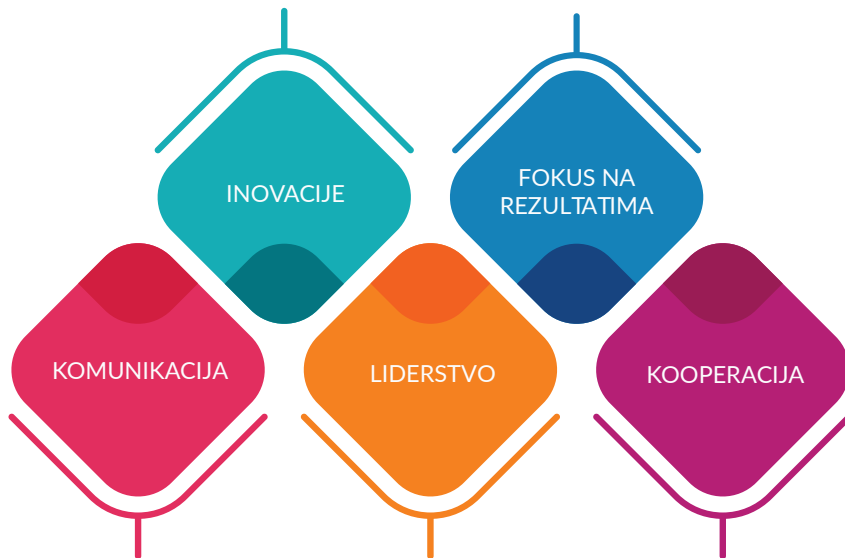 INOVACIJE
FOKUS NA
REZULTATIMA
KOMUNIKACIJA
LIDERSTVO
KOOPERACIJA